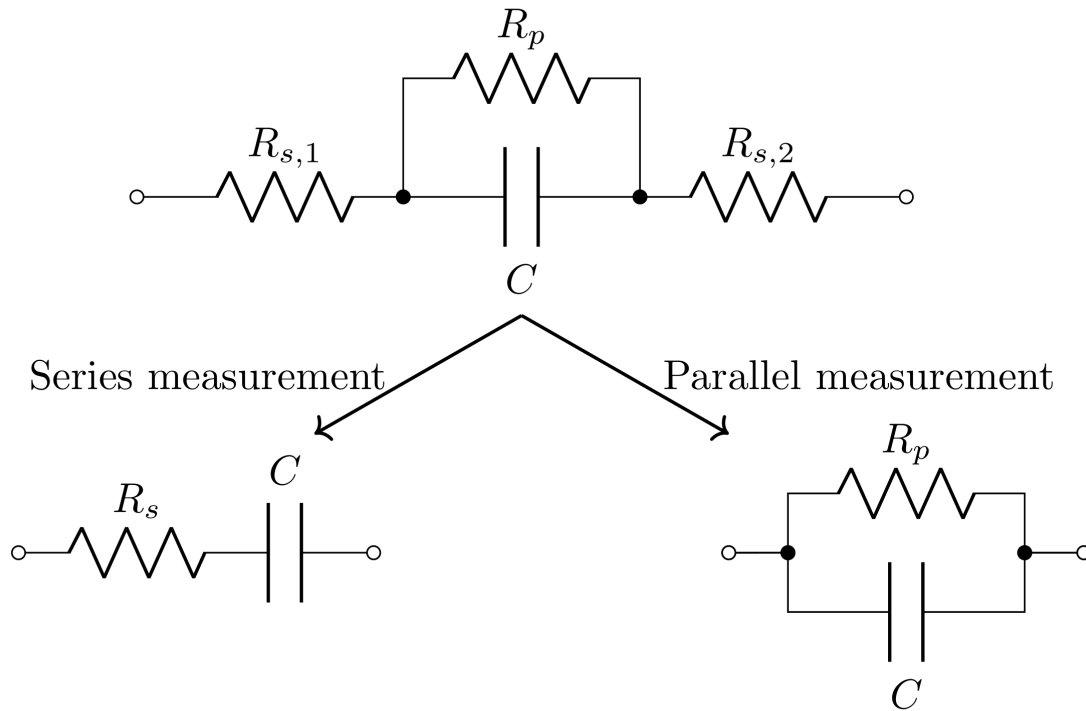 R_p
R_{s,1}
R_{s,2}
C
Series measurement
Parallel measurement
C
R_s
R_p
C